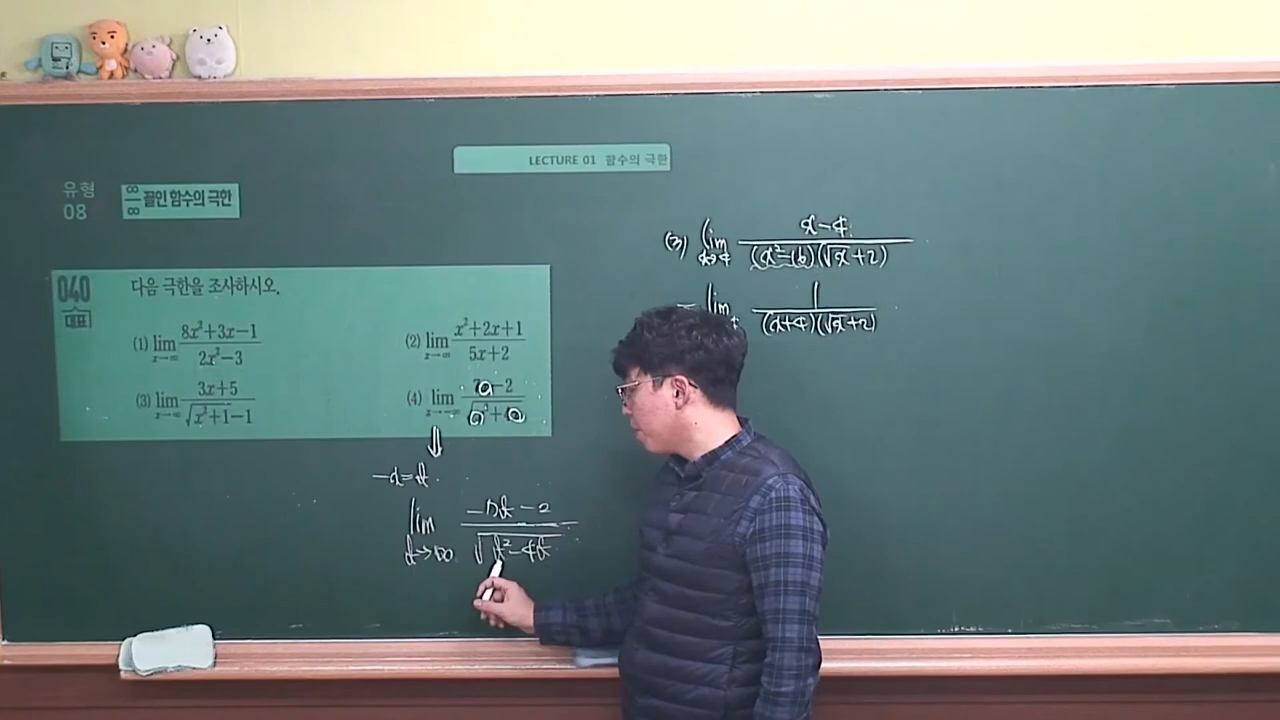 LECTURE 01 함수의 극한
유형
08
∞/∞ 꼴인 함수의 극한
040
대표
다음 극한을 조사하시오.
(1) lim x→∞ (8x²+3x−1)/(2x²−3)
(2) lim x→∞ (x²+2x+1)/(5x+2)
(3) lim x→∞ (3x+5)/(√(x²+1)−1)
(4) lim x→−∞
−x=t
lim t→∞ (−7t−2)/√(t²−4t)
(3) lim x→4 (x−4)/((x²−16)(√x+2))
= lim 1/((x+4)(√x+2))